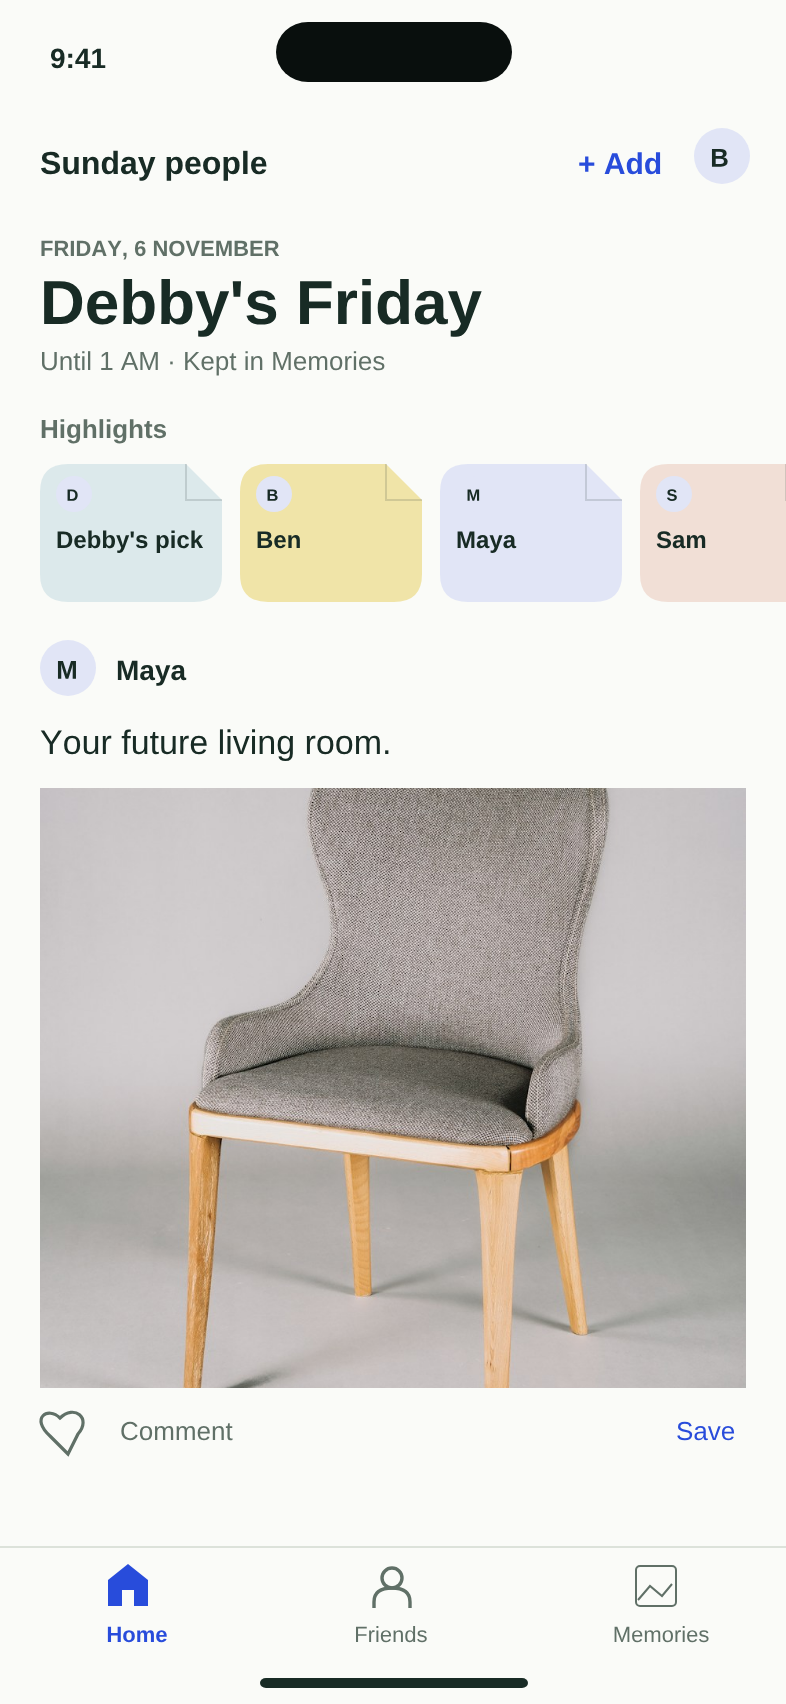 9:41
Sunday people
+ Add
B
FRIDAY, 6 NOVEMBER
Debby's Friday
Until 1 AM · Kept in Memories
Highlights
D
Debby's pick
B
Ben
M
Maya
S
Sam
M
Maya
Your future living room.
Comment
Save
Home
Friends
Memories